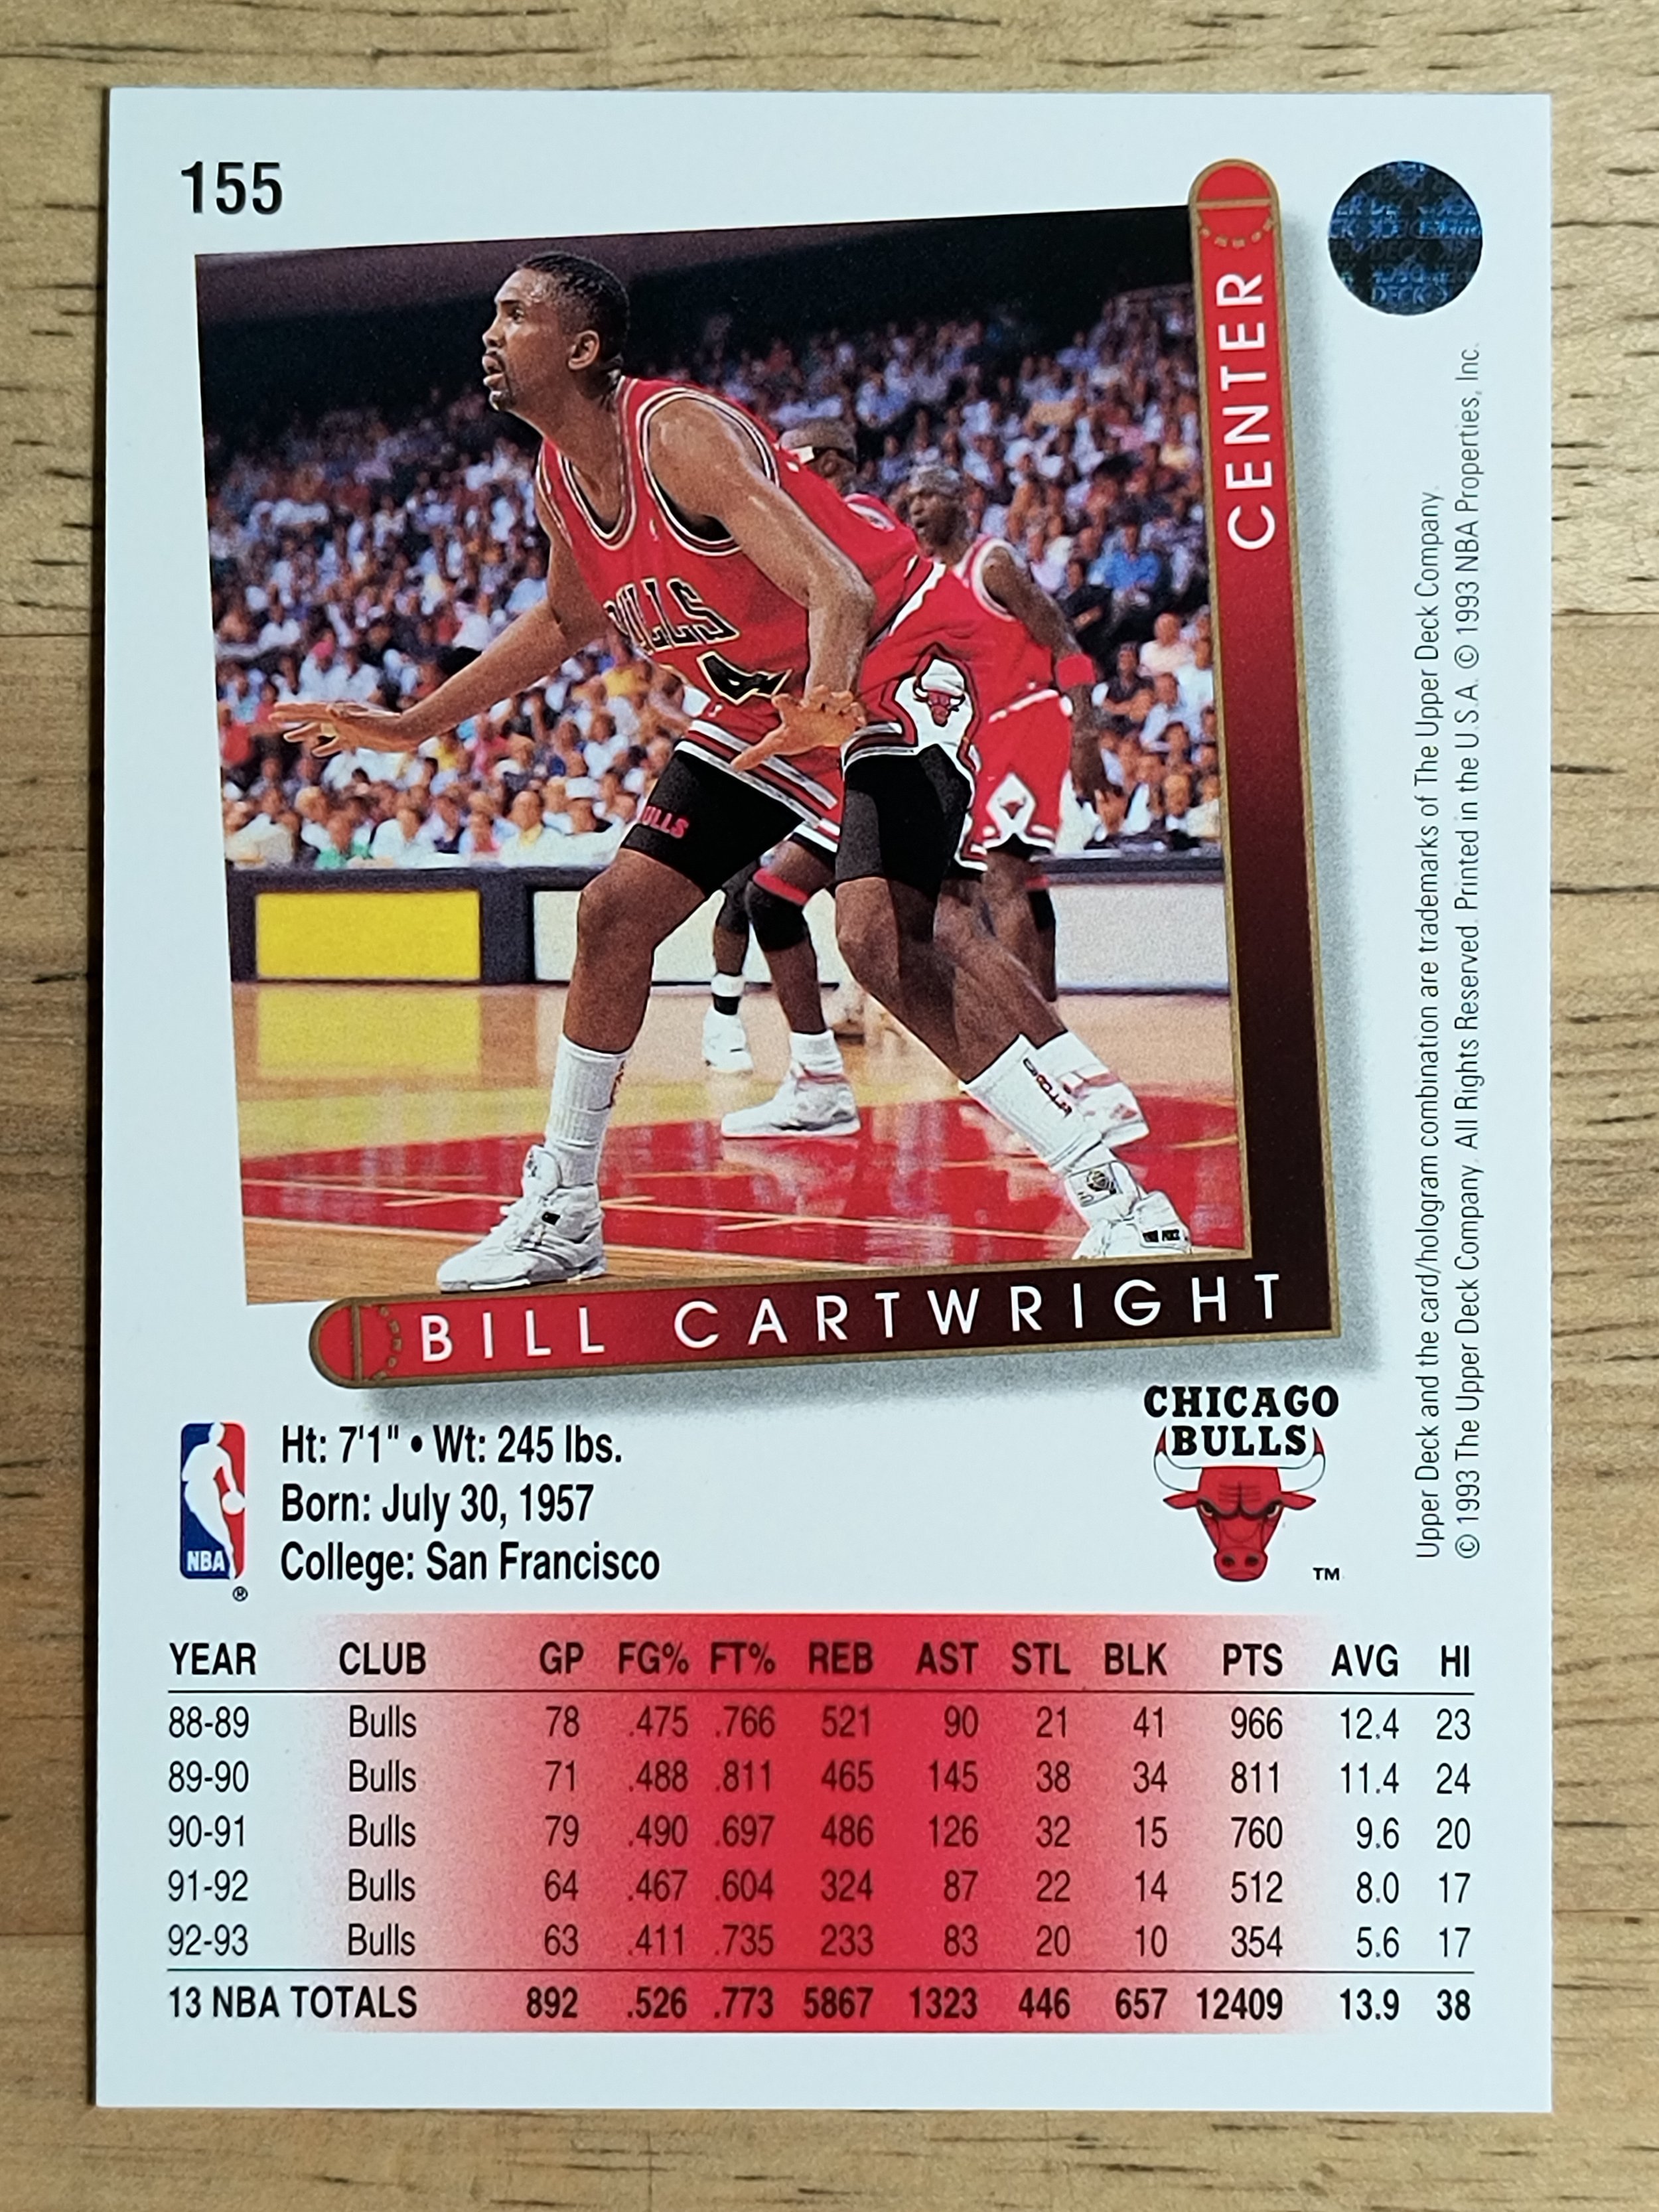 155
CENTER
BULLS
4
BULLS
BILL CARTWRIGHT
CHICAGO
BULLS
TM
NBA
®
Ht: 7'1" • Wt: 245 lbs.
Born: July 30, 1957
College: San Francisco
Upper Deck and the card/hologram combination are trademarks of The Upper Deck Company.
© 1993 The Upper Deck Company. All Rights Reserved. Printed in the U.S.A. © 1993 NBA Properties, Inc.
YEAR CLUB GP FG% FT% REB AST STL BLK PTS AVG HI
88-89 Bulls 78 .475 .766 521 90 21 41 966 12.4 23
89-90 Bulls 71 .488 .811 465 145 38 34 811 11.4 24
90-91 Bulls 79 .490 .697 486 126 32 15 760 9.6 20
91-92 Bulls 64 .467 .604 324 87 22 14 512 8.0 17
92-93 Bulls 63 .411 .735 233 83 20 10 354 5.6 17
13 NBA TOTALS 892 .526 .773 5867 1323 446 657 12409 13.9 38